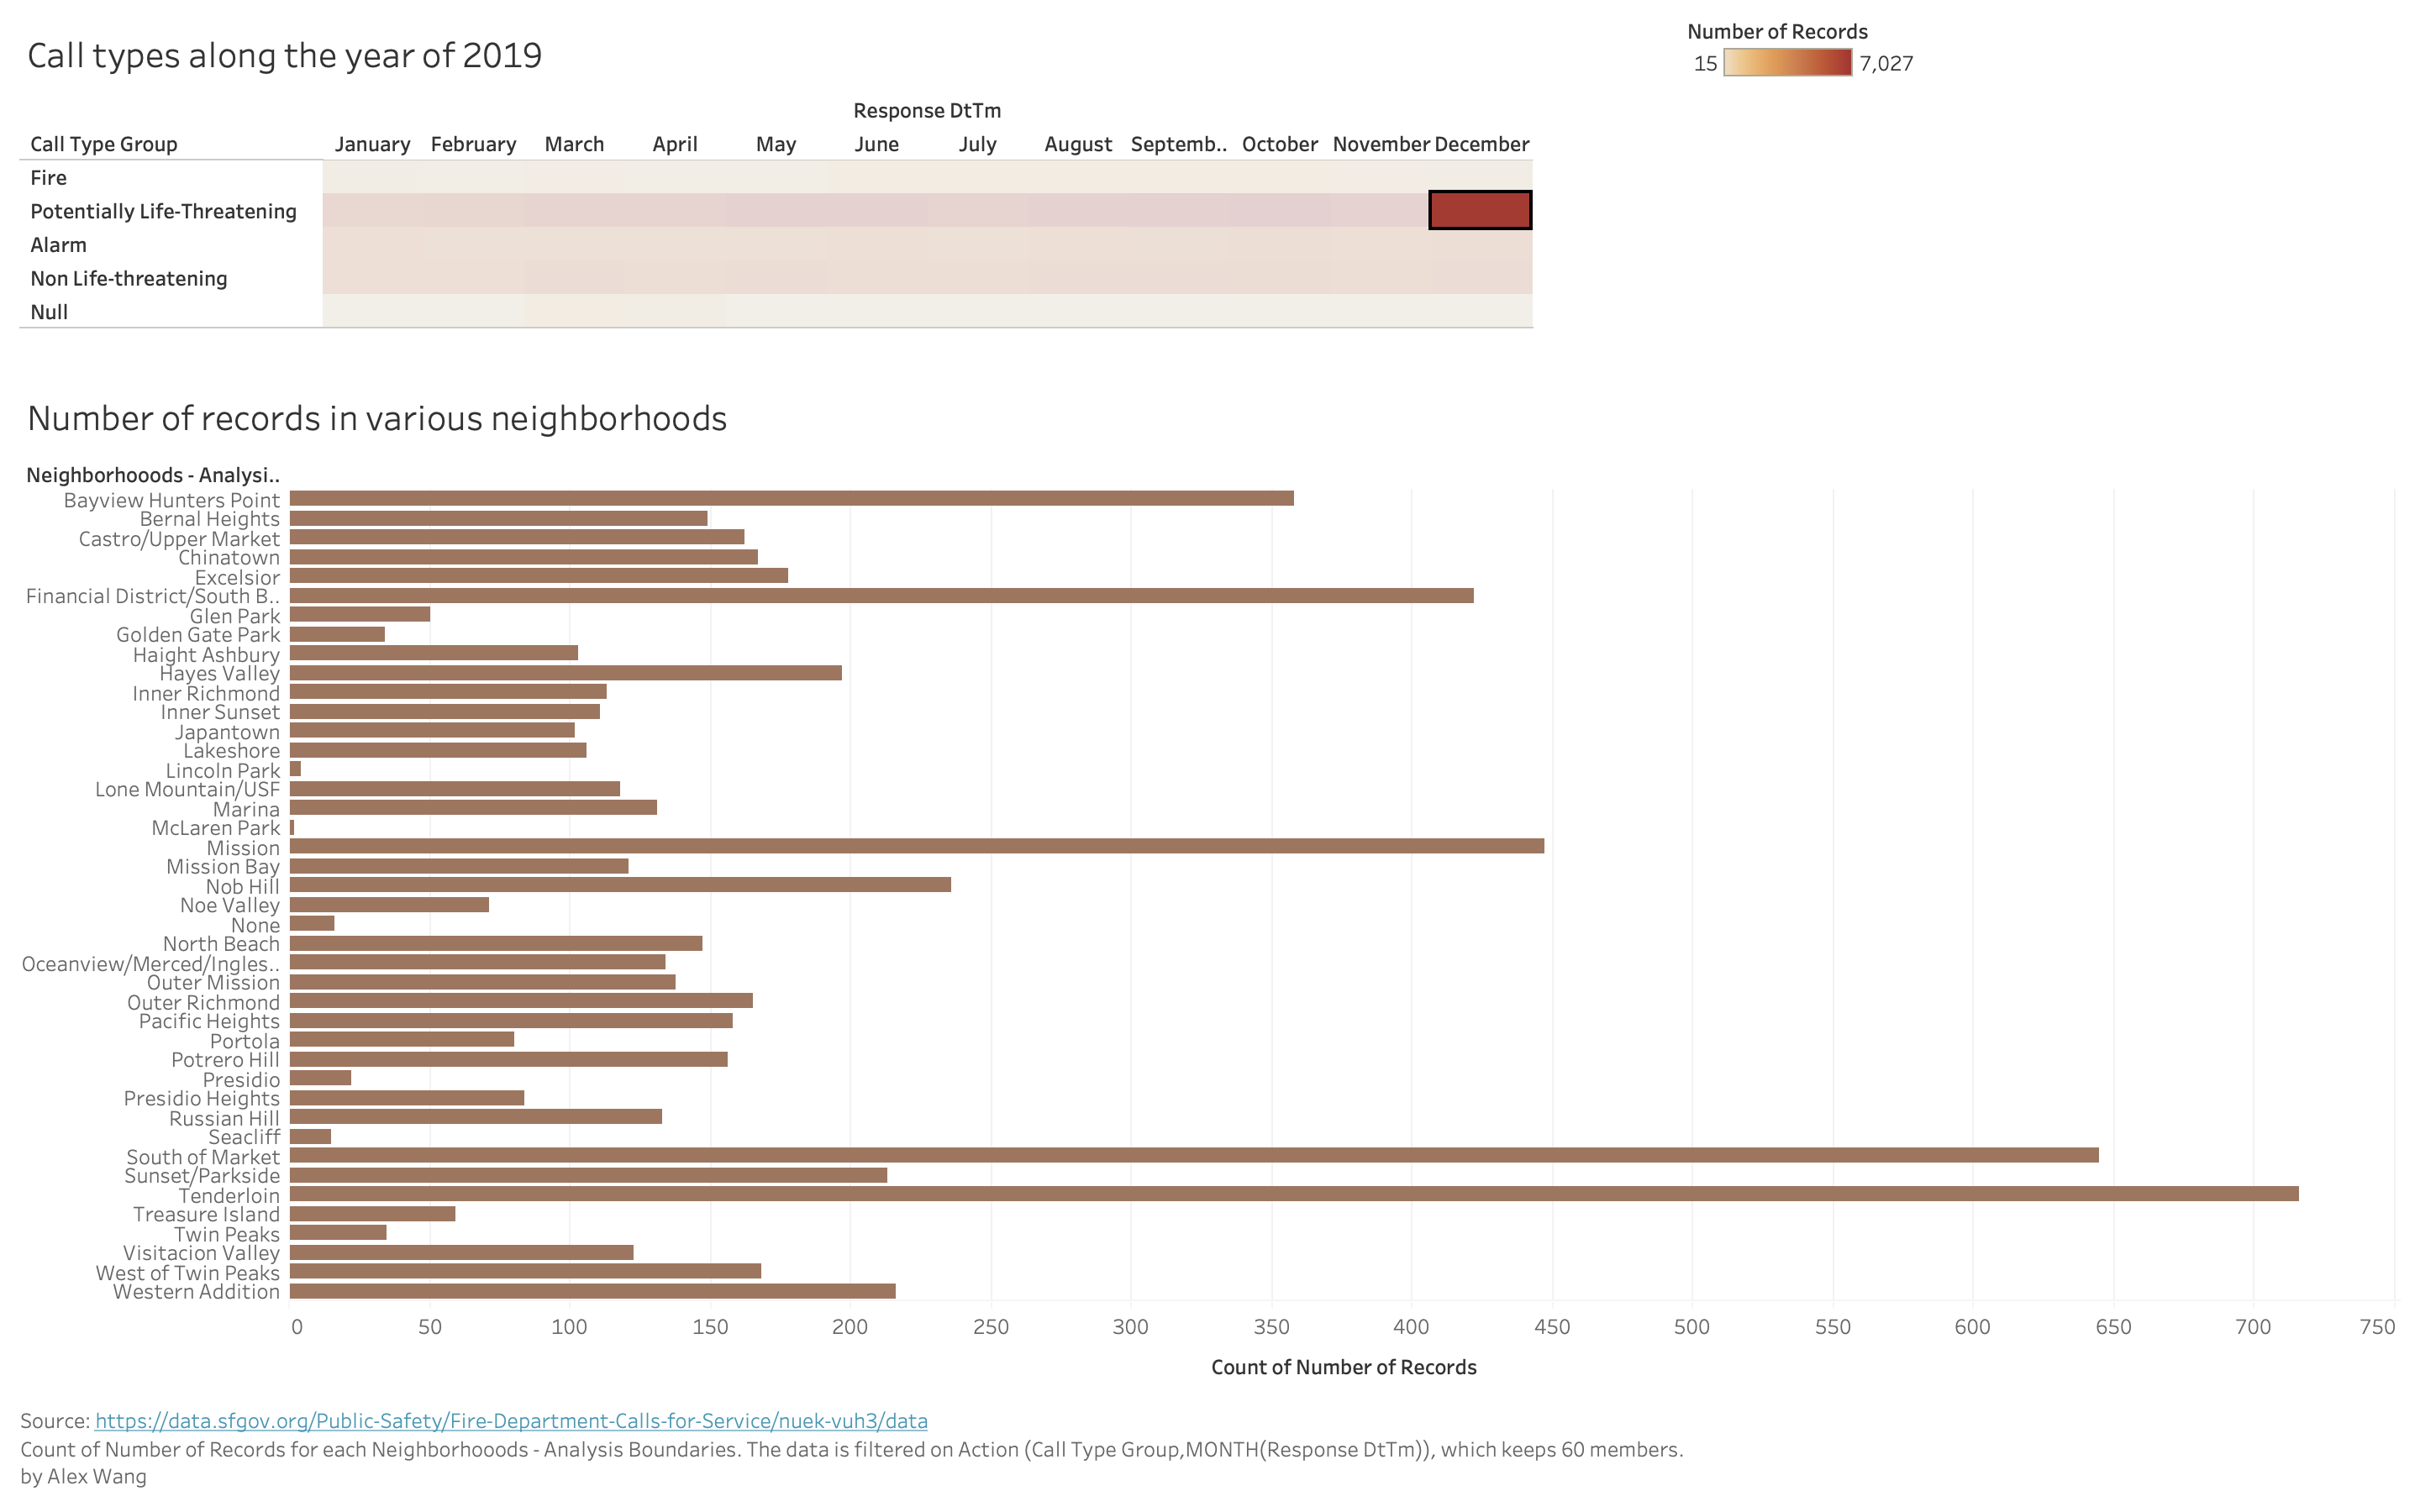 Call types along the year of 2019
Number of Records
15 7,027
Response DtTm
Call Type Group January February March April May June July August Septemb.. October November December
Fire
Potentially Life-Threatening
Alarm
Non Life-threatening
Null
Number of records in various neighborhoods
Neighborhooods - Analysi..
Bayview Hunters Point
Bernal Heights
Castro/Upper Market
Chinatown
Excelsior
Financial District/South B..
Glen Park
Golden Gate Park
Haight Ashbury
Hayes Valley
Inner Richmond
Inner Sunset
Japantown
Lakeshore
Lincoln Park
Lone Mountain/USF
Marina
McLaren Park
Mission
Mission Bay
Nob Hill
Noe Valley
None
North Beach
Oceanview/Merced/Ingles..
Outer Mission
Outer Richmond
Pacific Heights
Portola
Potrero Hill
Presidio
Presidio Heights
Russian Hill
Seacliff
South of Market
Sunset/Parkside
Tenderloin
Treasure Island
Twin Peaks
Visitacion Valley
West of Twin Peaks
Western Addition
0 50 100 150 200 250 300 350 400 450 500 550 600 650 700 750
Count of Number of Records
Source: https://data.sfgov.org/Public-Safety/Fire-Department-Calls-for-Service/nuek-vuh3/data
Count of Number of Records for each Neighborhooods - Analysis Boundaries. The data is filtered on Action (Call Type Group,MONTH(Response DtTm)), which keeps 60 members.
by Alex Wang